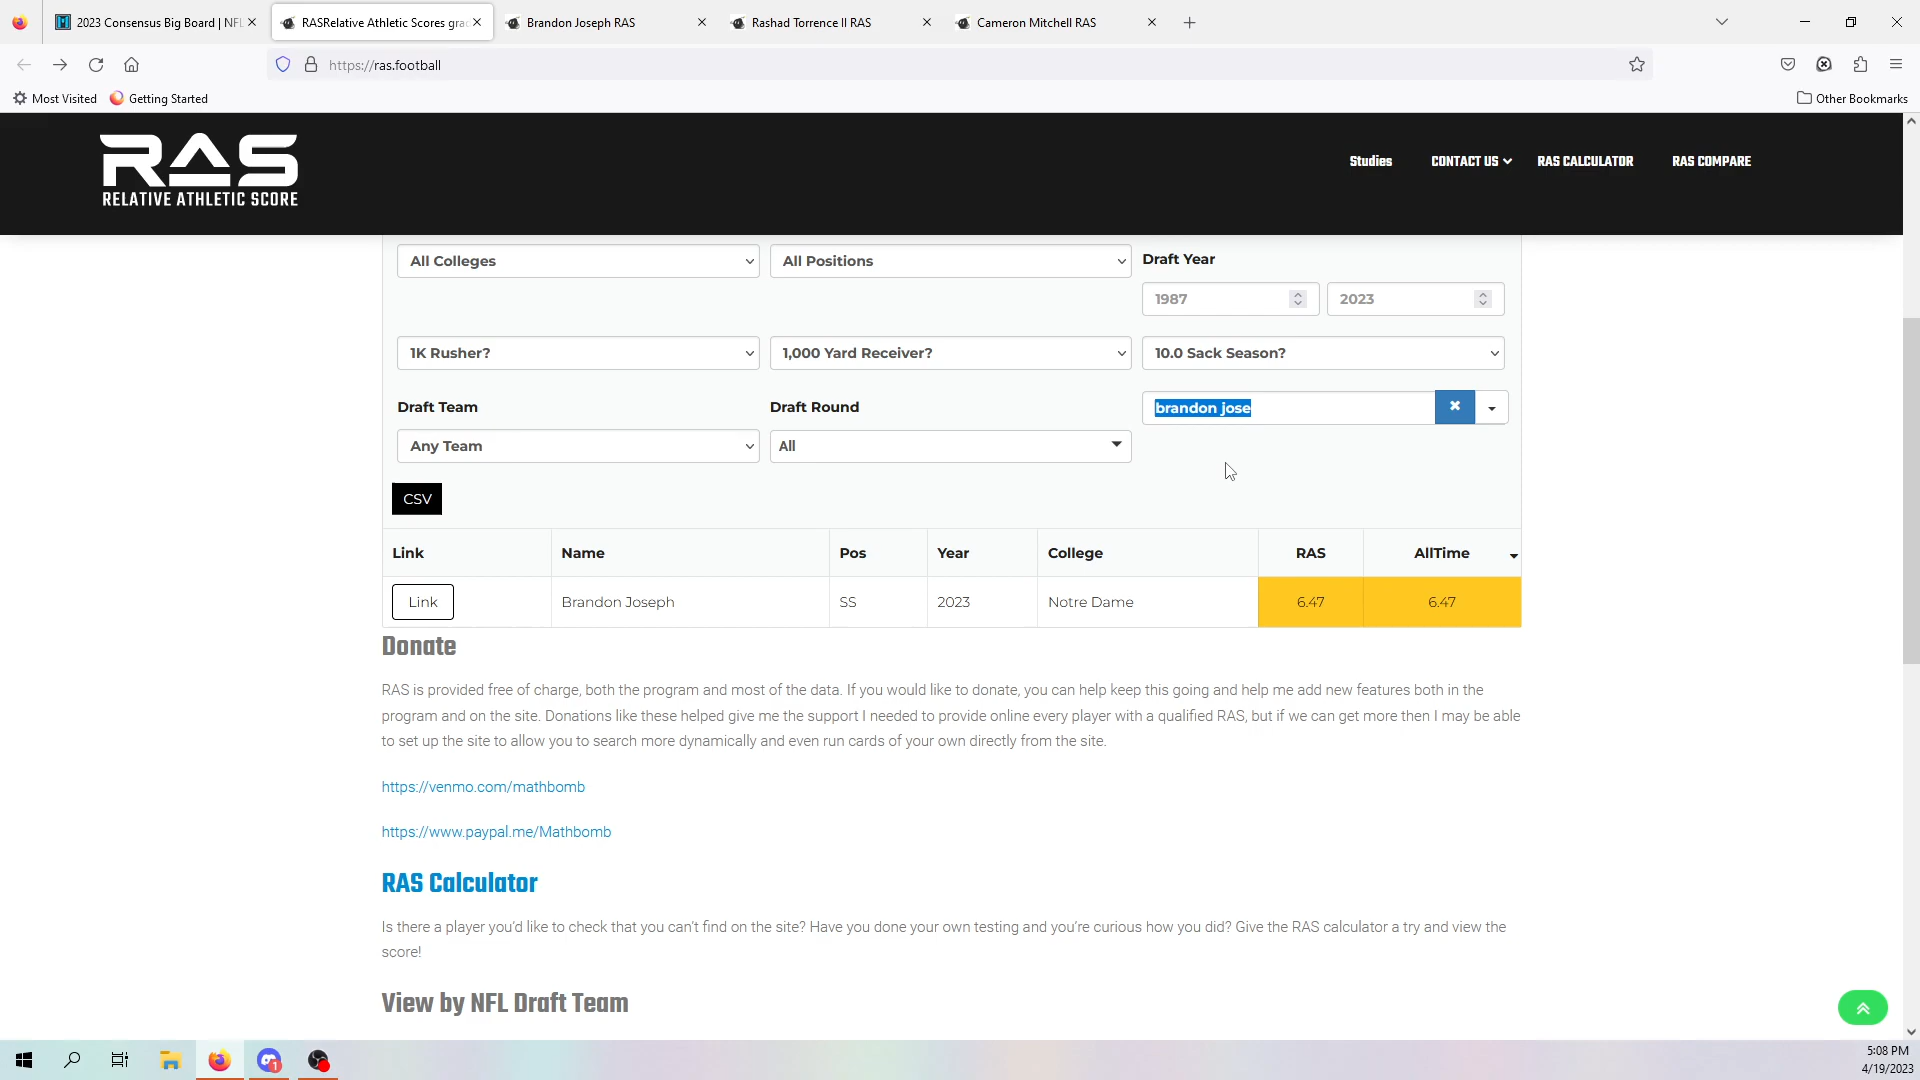 2023 Consensus Big Board | NFL
RASRelative Athletic Scores grad
Brandon Joseph RAS
Rashad Torrence II RAS
Cameron Mitchell RAS
https://ras.football
Most Visited
Getting Started
Other Bookmarks
RAS
RELATIVE ATHLETIC SCORE
Studies
CONTACT US
RAS CALCULATOR
RAS COMPARE
All Colleges
All Positions
Draft Year
1987
2023
1K Rusher?
1,000 Yard Receiver?
10.0 Sack Season?
Draft Team
Draft Round
brandon jose
Any Team
All
CSV
Link Name Pos Year College RAS AllTime
Link Brandon Joseph SS 2023 Notre Dame 6.47 6.47
Donate
RAS is provided free of charge, both the program and most of the data. If you would like to donate, you can help keep this going and help me add new features both in the
program and on the site. Donations like these helped give me the support I needed to provide online every player with a qualified RAS, but if we can get more then I may be able
to set up the site to allow you to search more dynamically and even run cards of your own directly from the site.
https://venmo.com/mathbomb
https://www.paypal.me/Mathbomb
RAS Calculator
Is there a player you'd like to check that you can't find on the site? Have you done your own testing and you're curious how you did? Give the RAS calculator a try and view the
score!
View by NFL Draft Team
1
5:08 PM
4/19/2023